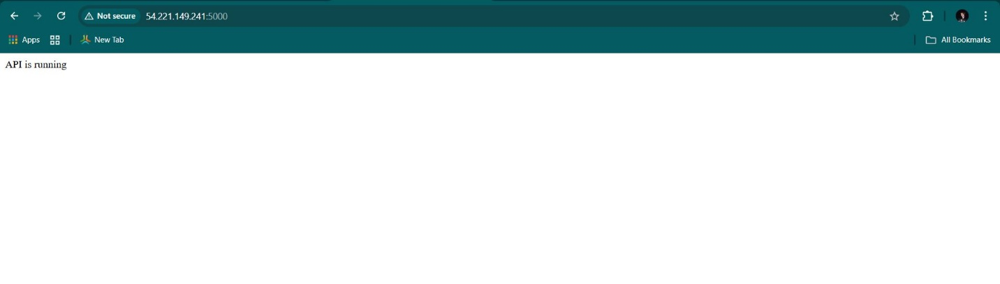 Not secure 54.221.149.241:5000
Apps New Tab All Bookmarks
API is running